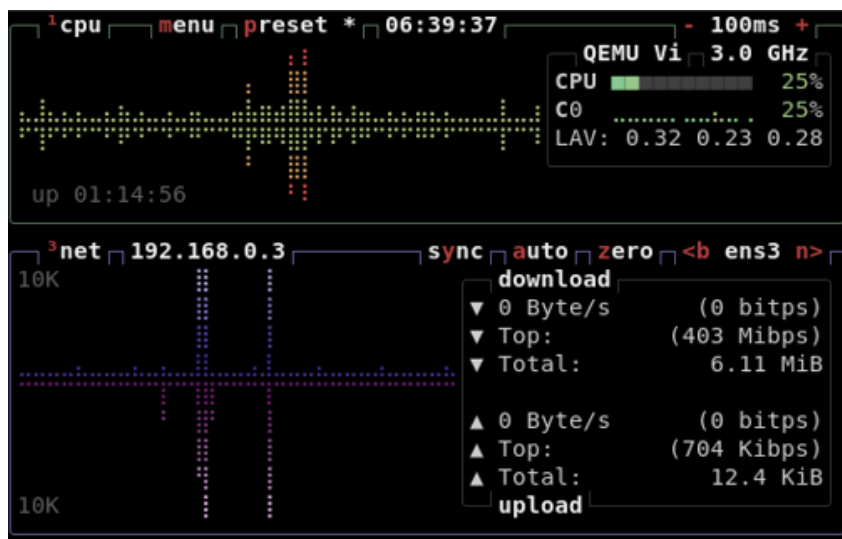 ¹cpu menu preset * 06:39:37 - 100ms +
QEMU Vi 3.0 GHz
CPU 25%
C0 25%
LAV: 0.32 0.23 0.28
up 01:14:56
³net 192.168.0.3 sync auto zero <b ens3 n>
10K
download
▼ 0 Byte/s (0 bitps)
▼ Top: (403 Mibps)
▼ Total: 6.11 MiB
▲ 0 Byte/s (0 bitps)
▲ Top: (704 Kibps)
▲ Total: 12.4 KiB
10K
upload